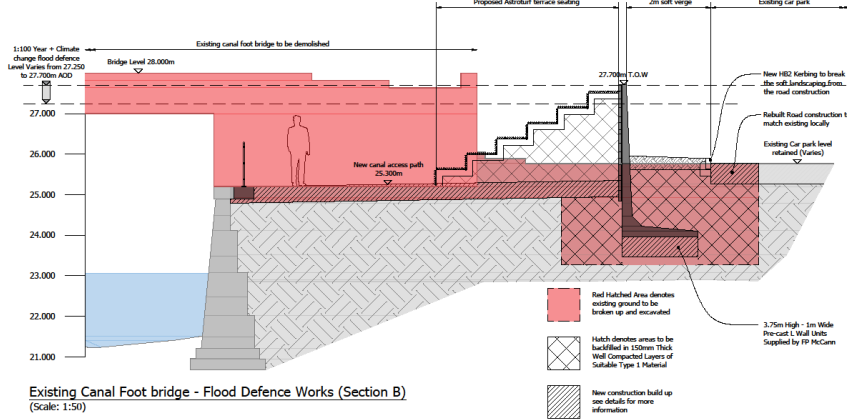 Proposed Astroturf terrace seating
2m soft verge
Existing car park
1:100 Year + Climate
change flood defence
Level Varies from 27.250
to 27.700m AOD
Existing canal foot bridge to be demolished
Bridge Level 28.000m
27.700m T.O.W
New HB2 Kerbing to break
the soft landscaping from
the road construction
Rebuilt Road construction t
match existing locally
Existing Car park level
retained (Varies)
New canal access path
25.300m
27.000
26.000
25.000
24.000
23.000
22.000
21.000
Red Hatched Area denotes
existing ground to be
broken up and excavated
Hatch denotes areas to be
backfilled in 150mm Thick
Well Compacted Layers of
Suitable Type 1 Material
New construction build up
see details for more
information
3.75m High - 1m Wide
Pre-cast L Wall Units
Supplied by FP McCann
Existing Canal Foot bridge - Flood Defence Works (Section B)
(Scale: 1:50)